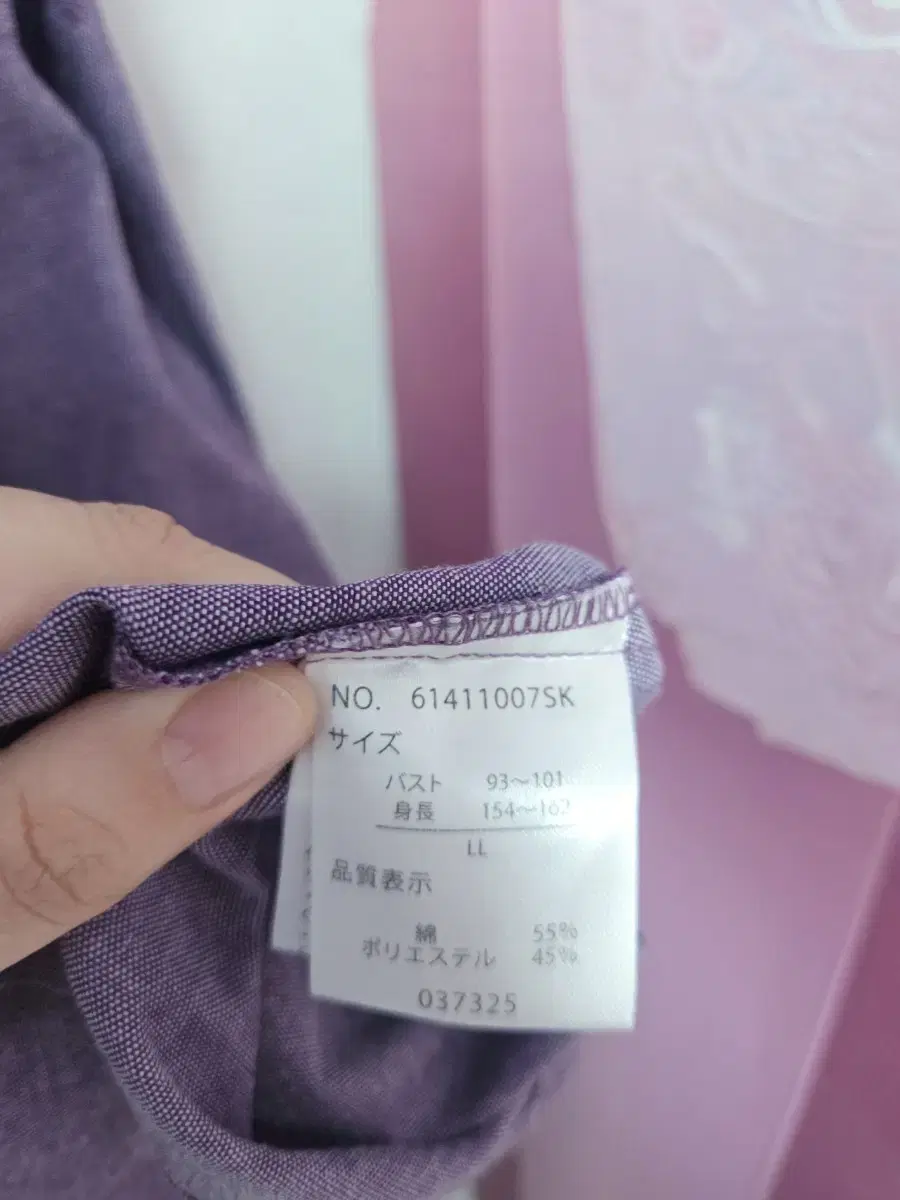 NO. 61411007SK
サイズ
バスト 93〜101
身長 154〜162
LL
品質表示
綿 55%
ポリエステル 45%
037325